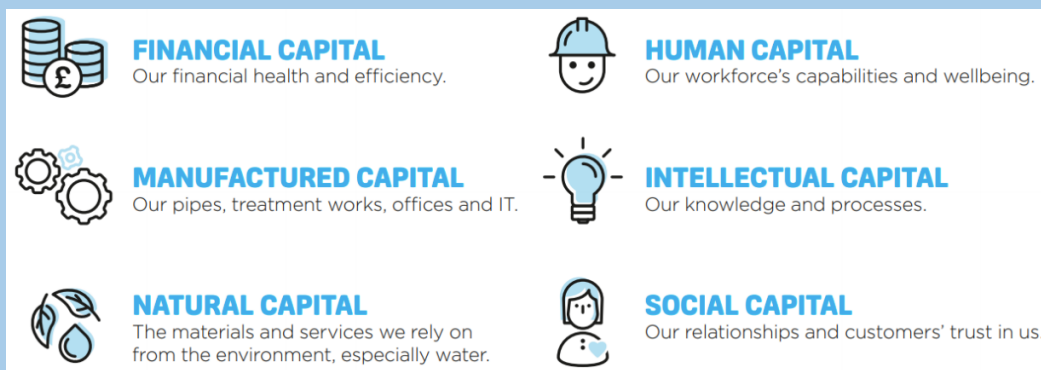 FINANCIAL CAPITAL
Our financial health and efficiency.
£
HUMAN CAPITAL
Our workforce's capabilities and wellbeing.
MANUFACTURED CAPITAL
Our pipes, treatment works, offices and IT.
INTELLECTUAL CAPITAL
Our knowledge and processes.
NATURAL CAPITAL
The materials and services we rely on
from the environment, especially water.
SOCIAL CAPITAL
Our relationships and customers' trust in us.